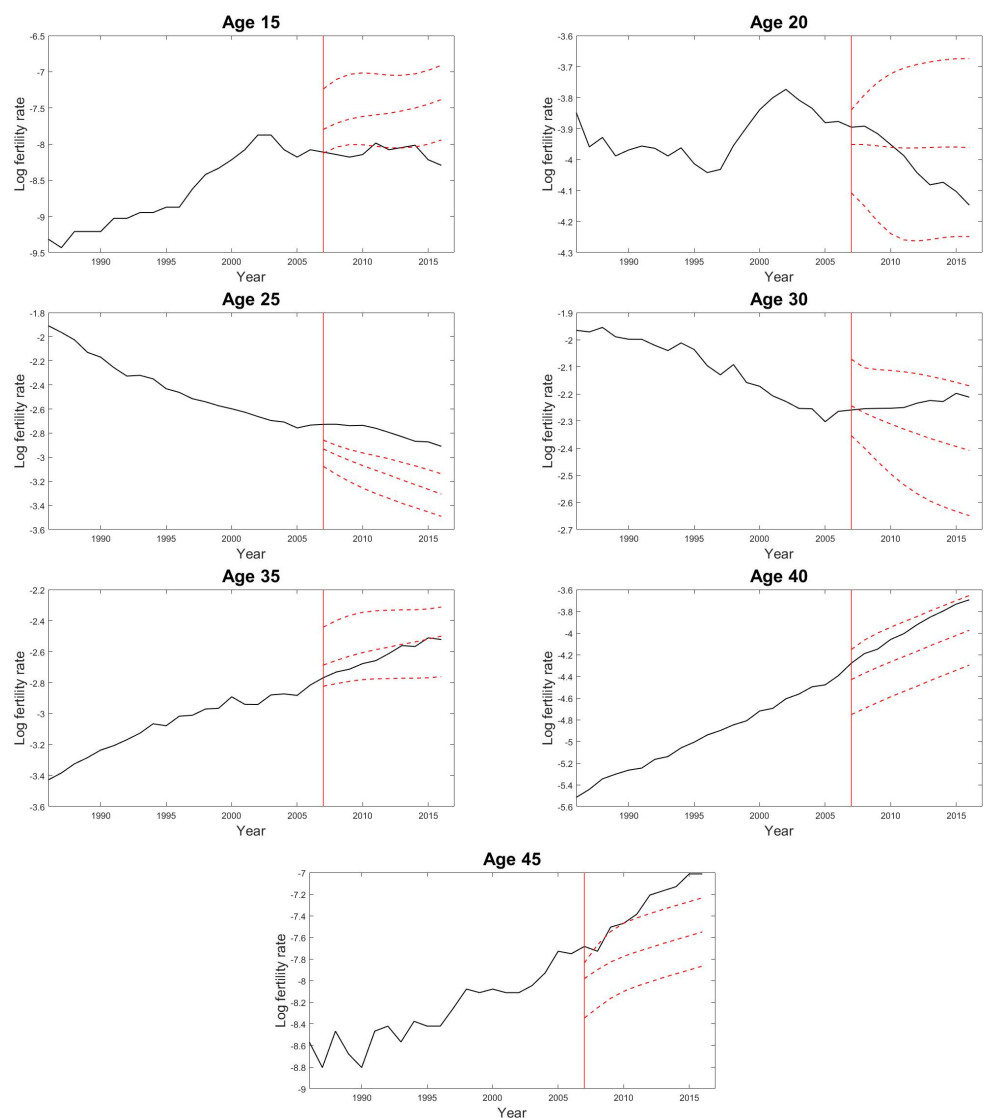 Age 15
-6.5
-7
-7.5
-8
-8.5
-9
-9.5
Log fertility rate
1990 1995 2000 2005 2010 2015
Year
Age 20
-3.6
-3.7
-3.8
-3.9
-4
-4.1
-4.2
-4.3
Log fertility rate
1990 1995 2000 2005 2010 2015
Year
Age 25
-1.8
-2
-2.2
-2.4
-2.6
-2.8
-3
-3.2
-3.4
-3.6
Log fertility rate
1990 1995 2000 2005 2010 2015
Year
Age 30
-1.9
-2
-2.1
-2.2
-2.3
-2.4
-2.5
-2.6
-2.7
Log fertility rate
1990 1995 2000 2005 2010 2015
Year
Age 35
-2.2
-2.4
-2.6
-2.8
-3
-3.2
-3.4
-3.6
Log fertility rate
1990 1995 2000 2005 2010 2015
Year
Age 40
-3.6
-3.8
-4
-4.2
-4.4
-4.6
-4.8
-5
-5.2
-5.4
-5.6
Log fertility rate
1990 1995 2000 2005 2010 2015
Year
Age 45
-7
-7.2
-7.4
-7.6
-7.8
-8
-8.2
-8.4
-8.6
-8.8
-9
Log fertility rate
1990 1995 2000 2005 2010 2015
Year